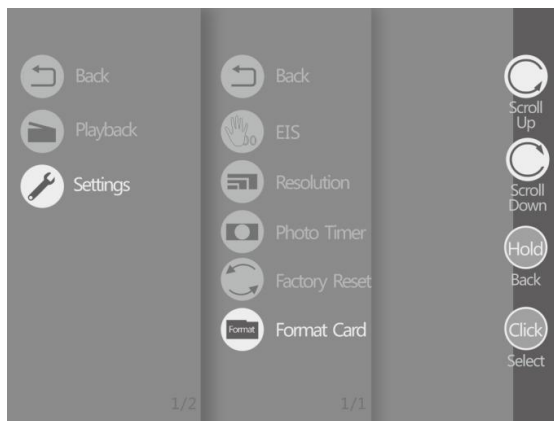 Back
Playback
Settings
1/2
Back
EIS
Resolution
Photo Timer
Factory Reset
Format
Format Card
1/1
Scroll
Up
Scroll
Down
Hold
Back
Click
Select